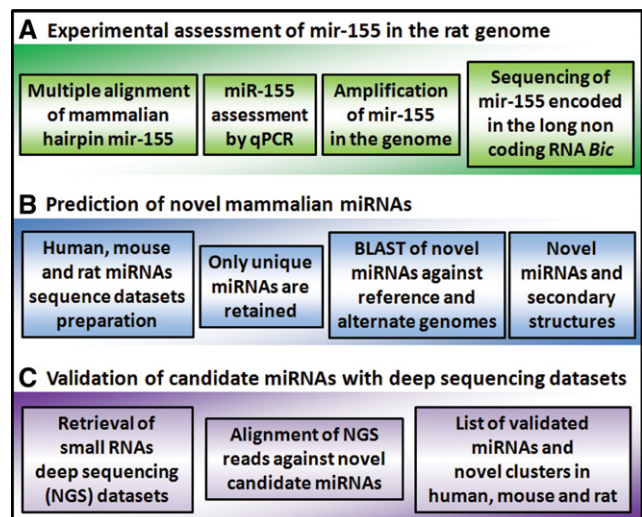 A Experimental assessment of mir-155 in the rat genome
Multiple alignment
of mammalian
hairpin mir-155
miR-155
assessment
by qPCR
Amplification
of mir-155
in the genome
Sequencing of
mir-155 encoded
in the long non
coding RNA Bic
B Prediction of novel mammalian miRNAs
Human, mouse
and rat miRNAs
sequence datasets
preparation
Only unique
miRNAs are
retained
BLAST of novel
miRNAs against
reference and
alternate genomes
Novel
miRNAs and
secondary
structures
C Validation of candidate miRNAs with deep sequencing datasets
Retrieval of
small RNAs
deep sequencing
(NGS) datasets
Alignment of NGS
reads against novel
candidate miRNAs
List of validated
miRNAs and
novel clusters in
human, mouse and rat